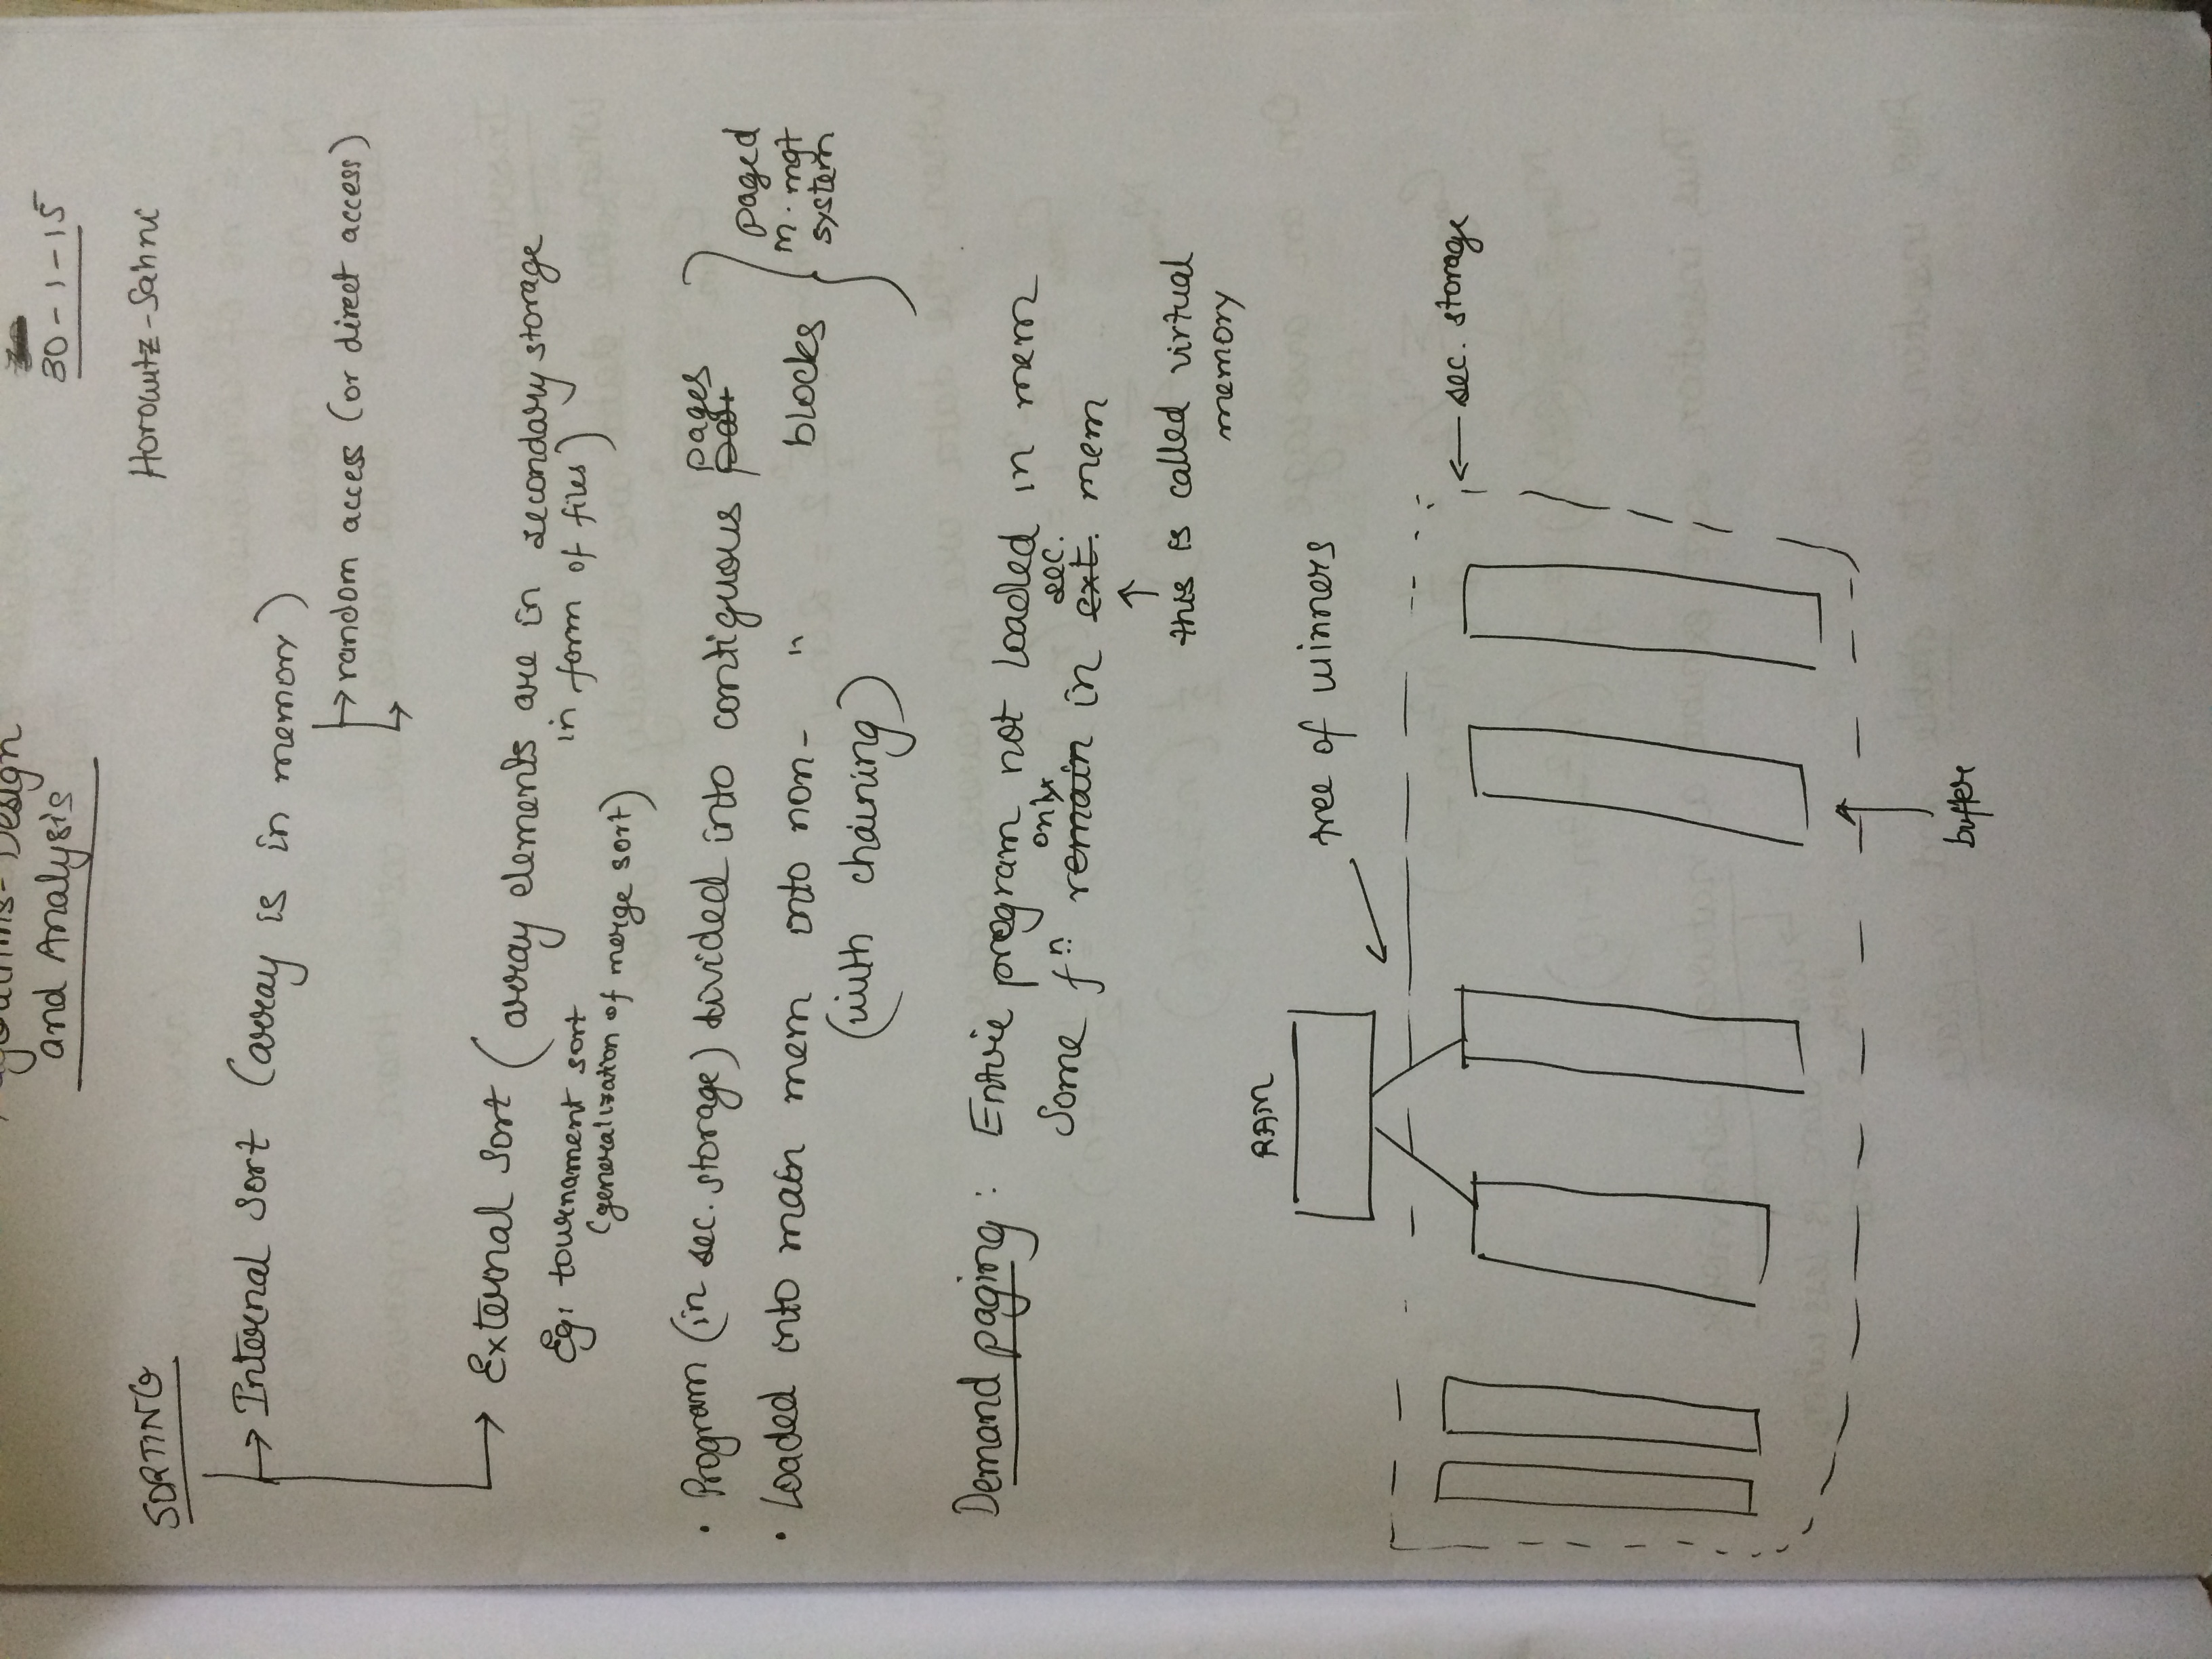 Algorithms- Design
and Analysis
30-1-15
SORTING
Horowitz-Sahni
Internal Sort (array is in memory)
random access (or direct access)
External Sort (array elements are in secondary storage
in form of files)
Eg: tournament sort
(generalization of merge sort)
• Program (in sec. storage) divided into contiguous pages
• Loaded into main mem onto non- " blocks
(with chaining)
paged
m. mgt
system
Demand paging : Entire program not loaded in mem
only sec.
Some fn remain in ext. mem
↑
this is called virtual
memory
RAM
tree of winners
sec. storage
buffer